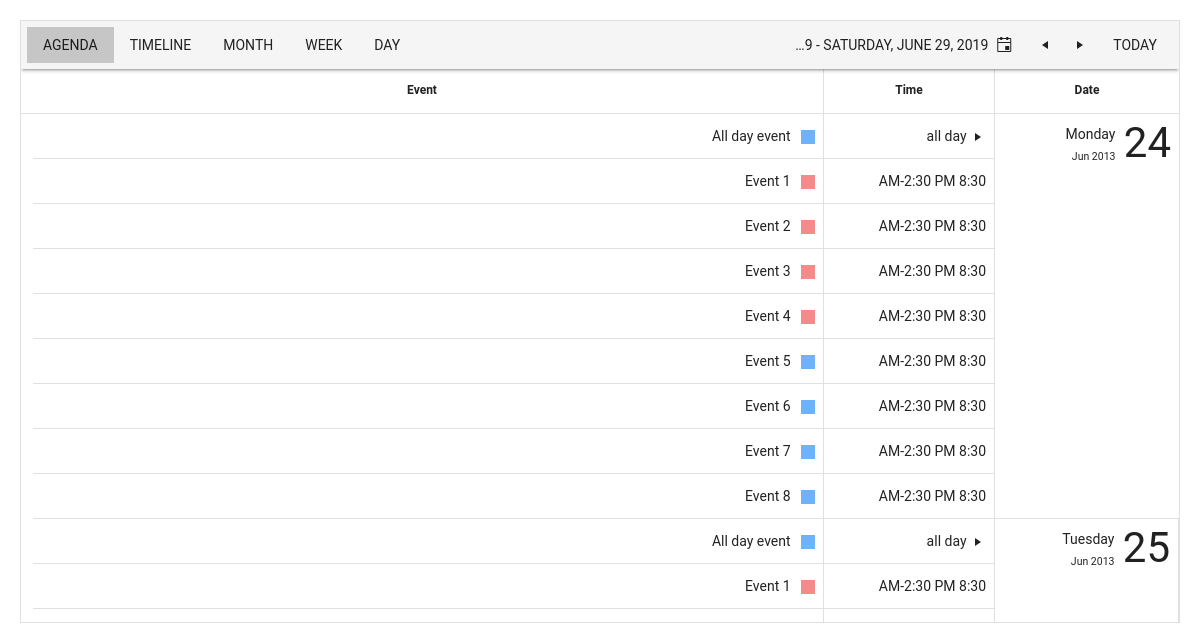 AGENDA TIMELINE MONTH WEEK DAY ...9 - SATURDAY, JUNE 29, 2019 TODAY
Event Time Date
All day event all day Monday 24
Jun 2013
Event 1 AM-2:30 PM 8:30
Event 2 AM-2:30 PM 8:30
Event 3 AM-2:30 PM 8:30
Event 4 AM-2:30 PM 8:30
Event 5 AM-2:30 PM 8:30
Event 6 AM-2:30 PM 8:30
Event 7 AM-2:30 PM 8:30
Event 8 AM-2:30 PM 8:30
All day event all day Tuesday 25
Jun 2013
Event 1 AM-2:30 PM 8:30